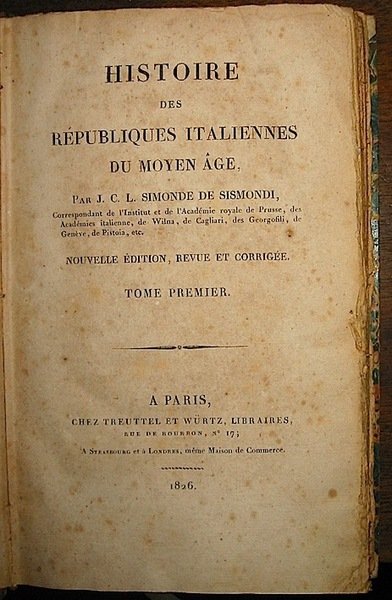 HISTOIRE
DES
RÉPUBLIQUES ITALIENNES
DU MOYEN ÂGE,
PAR J. C. L. SIMONDE DE SISMONDI,
Correspondant de l'Institut et de l'Académie royale de Prusse, des
Académies italienne, de Wilna, de Cagliari, des Georgofili, de
Genève, de Pistoia, etc.
NOUVELLE ÉDITION, REVUE ET CORRIGÉE.
TOME PREMIER.
A PARIS,
CHEZ TREUTTEL ET WÜRTZ, LIBRAIRES,
RUE DE BOURBON, N° 17;
A STRASBOURG et à LONDRES, même Maison de Commerce.
1826.